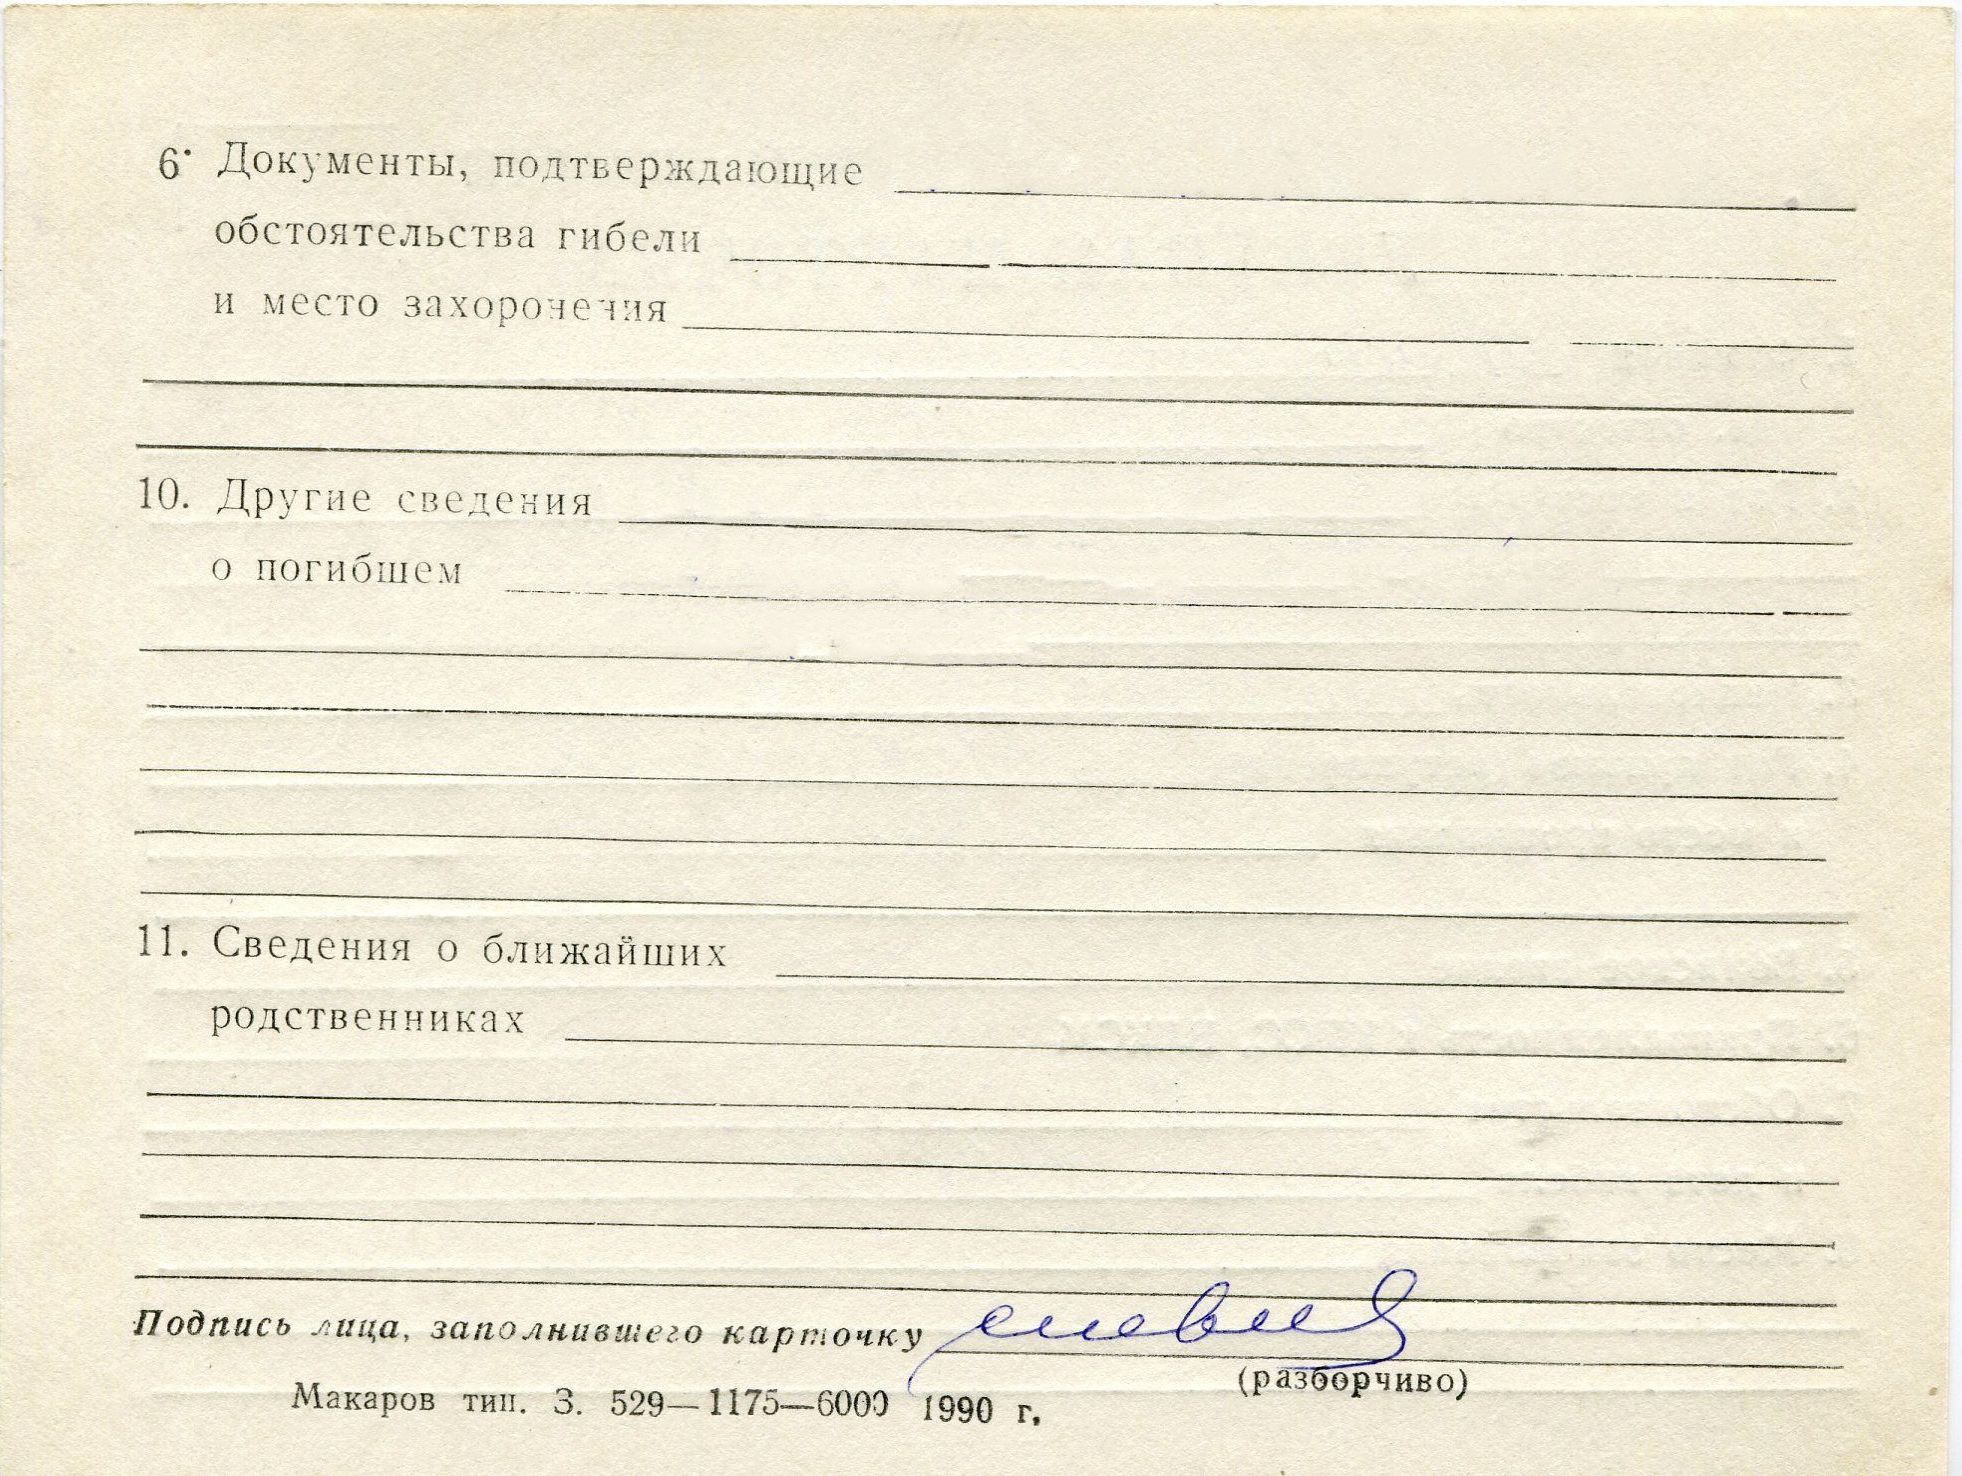 6. Документы, подтверждающие
обстоятельства гибели
и место захоронения
10. Другие сведения
о погибшем
11. Сведения о ближайших
родственниках
Подпись лица, заполнившего карточку
(разборчиво)
Макаров тип. З. 529—1175—6000 1990 г.